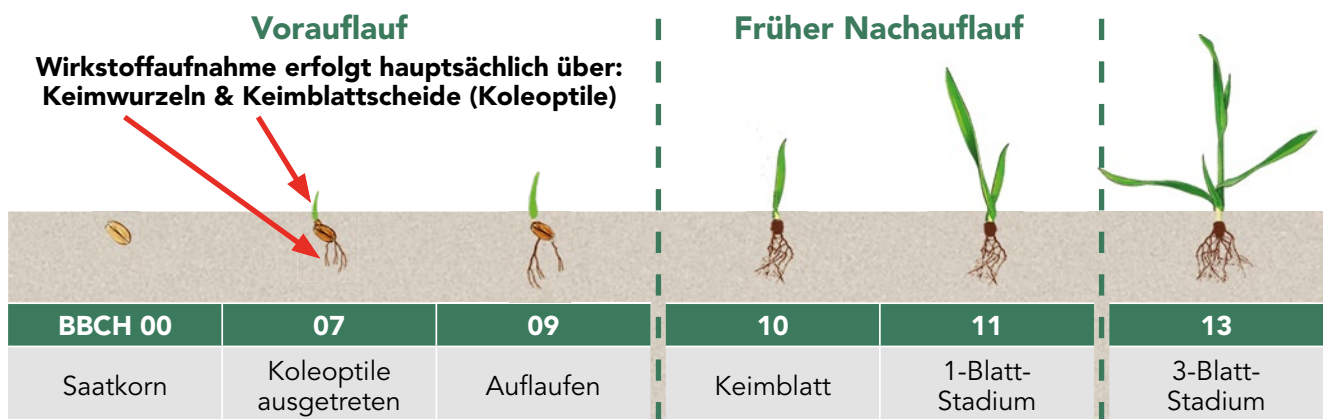 Vorauflauf
Früher Nachauflauf
Wirkstoffaufnahme erfolgt hauptsächlich über:
Keimwurzeln & Keimblattscheide (Koleoptile)
BBCH 00
07
09
10
11
13
Saatkorn
Koleoptile
ausgetreten
Auflaufen
Keimblatt
1-Blatt-
Stadium
3-Blatt-
Stadium